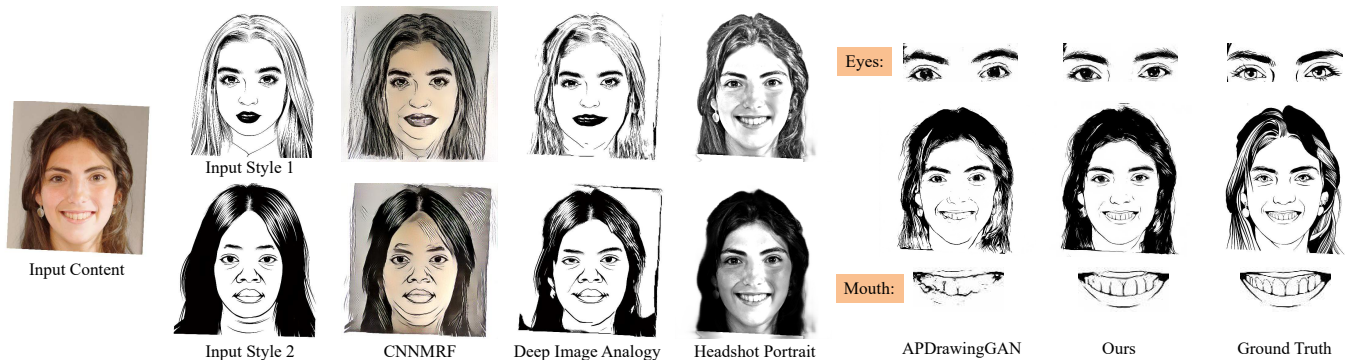 Eyes:
Input Style 1
Input Content
Mouth:
Input Style 2
CNNMRF
Deep Image Analogy
Headshot Portrait
APDrawingGAN
Ours
Ground Truth